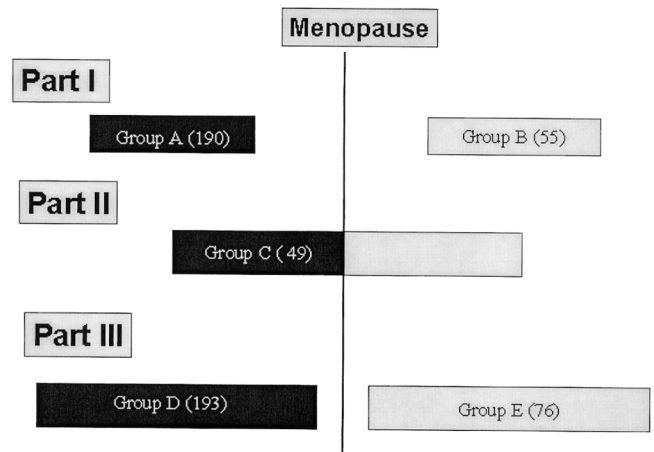 Menopause
Part I
Group A (190)
Group B (55)
Part II
Group C ( 49)
Part III
Group D (193)
Group E (76)